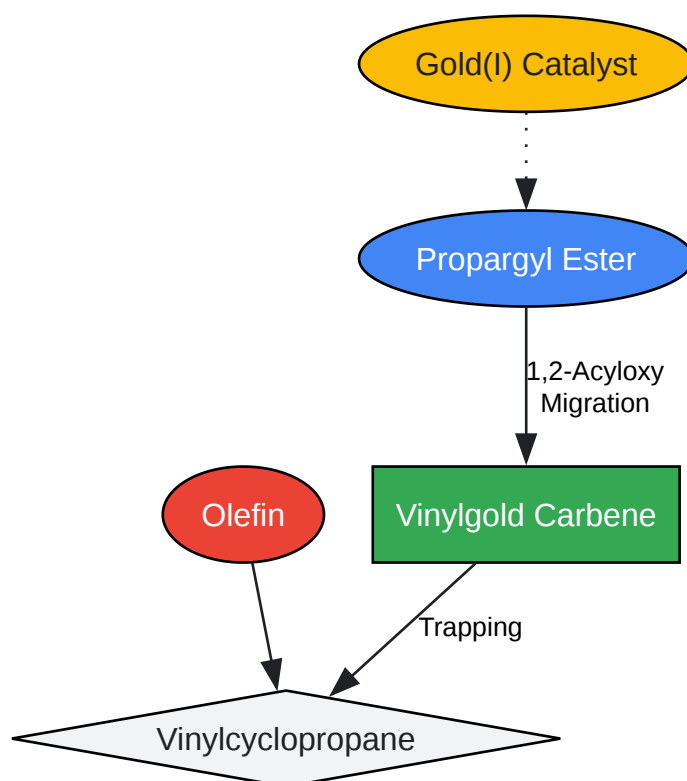 Gold(I) Catalyst
Propargyl Ester
1,2-Acyloxy
Migration
Olefin
Vinylgold Carbene
Trapping
Vinylcyclopropane